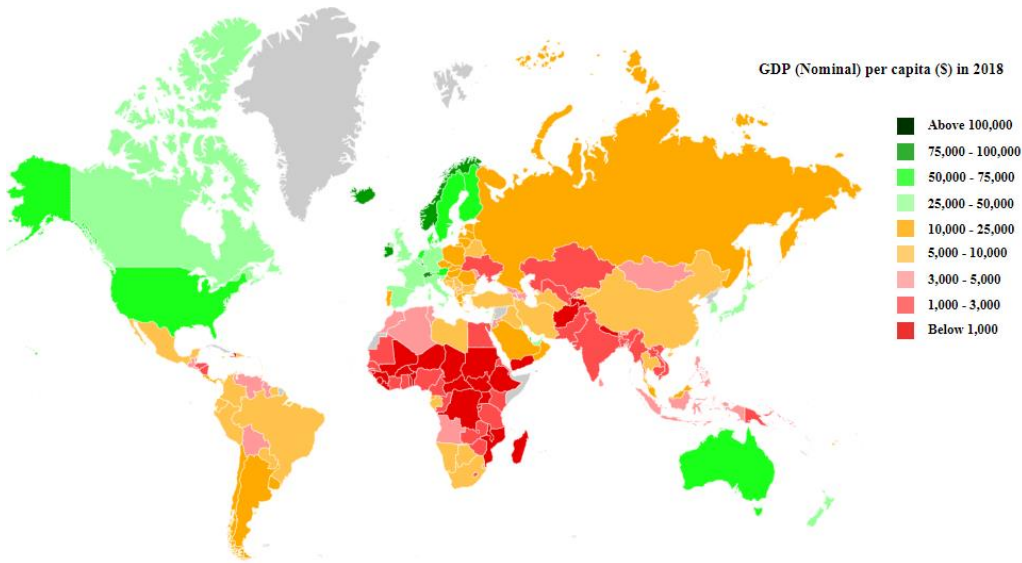 GDP (Nominal) per capita ($) in 2018
Above 100,000
75,000 - 100,000
50,000 - 75,000
25,000 - 50,000
10,000 - 25,000
5,000 - 10,000
3,000 - 5,000
1,000 - 3,000
Below 1,000